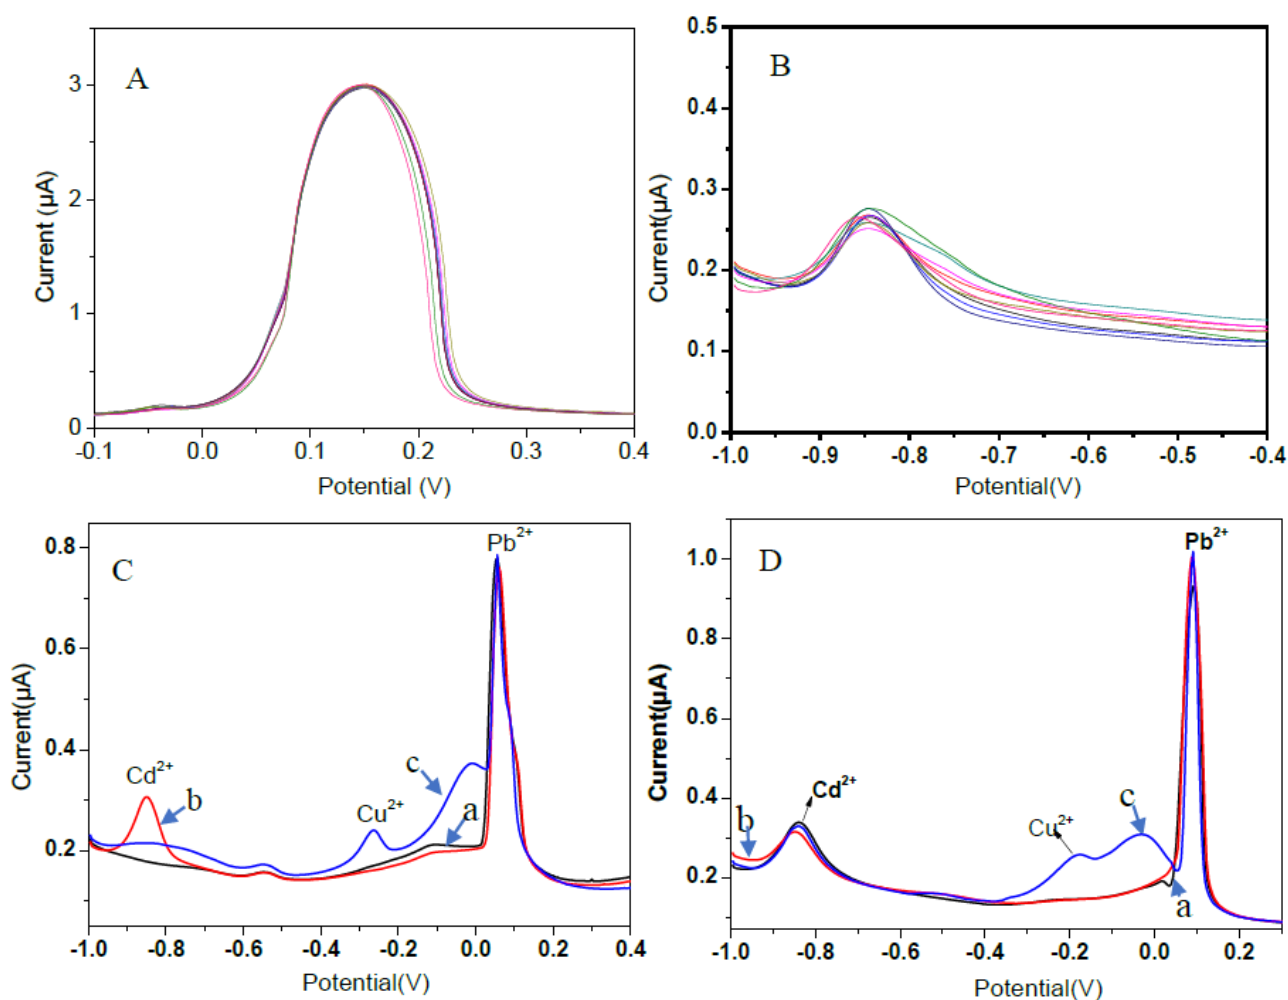 A
Current (µA)
3
2
1
0
-0.1
0.0
0.1
0.2
0.3
0.4
Potential (V)
B
Current(µA)
0.5
0.4
0.3
0.2
0.1
0.0
-1.0
-0.9
-0.8
-0.7
-0.6
-0.5
-0.4
Potential(V)
C
Current(µA)
0.8
0.6
0.4
0.2
Cd2+
b
Cu2+
c
a
Pb2+
-1.0
-0.8
-0.6
-0.4
-0.2
0.0
0.2
0.4
Potential(V)
D
Current(µA)
1.0
0.8
0.6
0.4
0.2
b
Cd2+
Cu2+
c
a
Pb2+
-1.0
-0.8
-0.6
-0.4
-0.2
0.0
0.2
Potential(V)